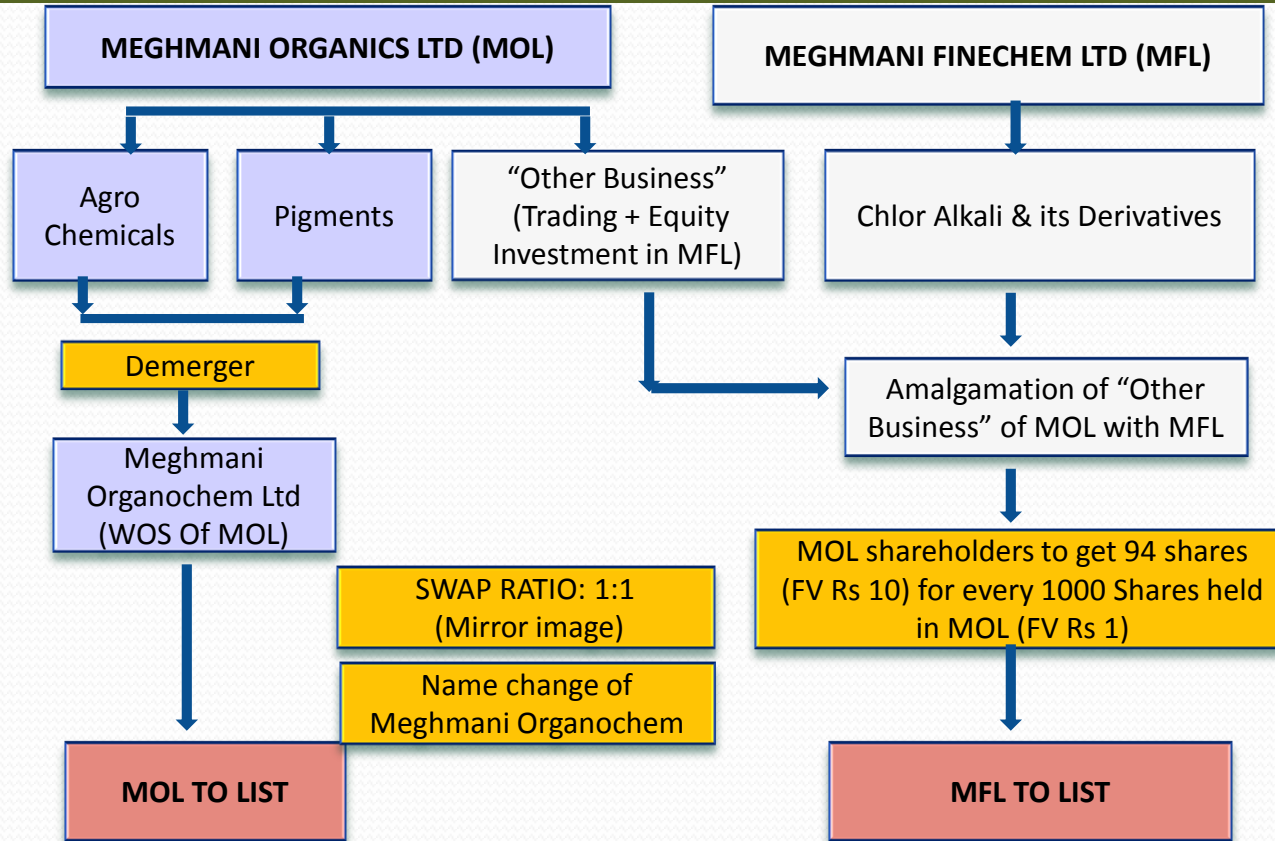 MEGHMANI ORGANICS LTD (MOL)
MEGHMANI FINECHEM LTD (MFL)
Agro
Chemicals
Pigments
“Other Business”
(Trading + Equity
Investment in MFL)
Chlor Alkali & its Derivatives
Demerger
Amalgamation of “Other
Business” of MOL with MFL
Meghmani
Organochem Ltd
(WOS Of MOL)
SWAP RATIO: 1:1
(Mirror image)
Name change of
Meghmani Organochem
MOL shareholders to get 94 shares
(FV Rs 10) for every 1000 Shares held
in MOL (FV Rs 1)
MOL TO LIST
MFL TO LIST